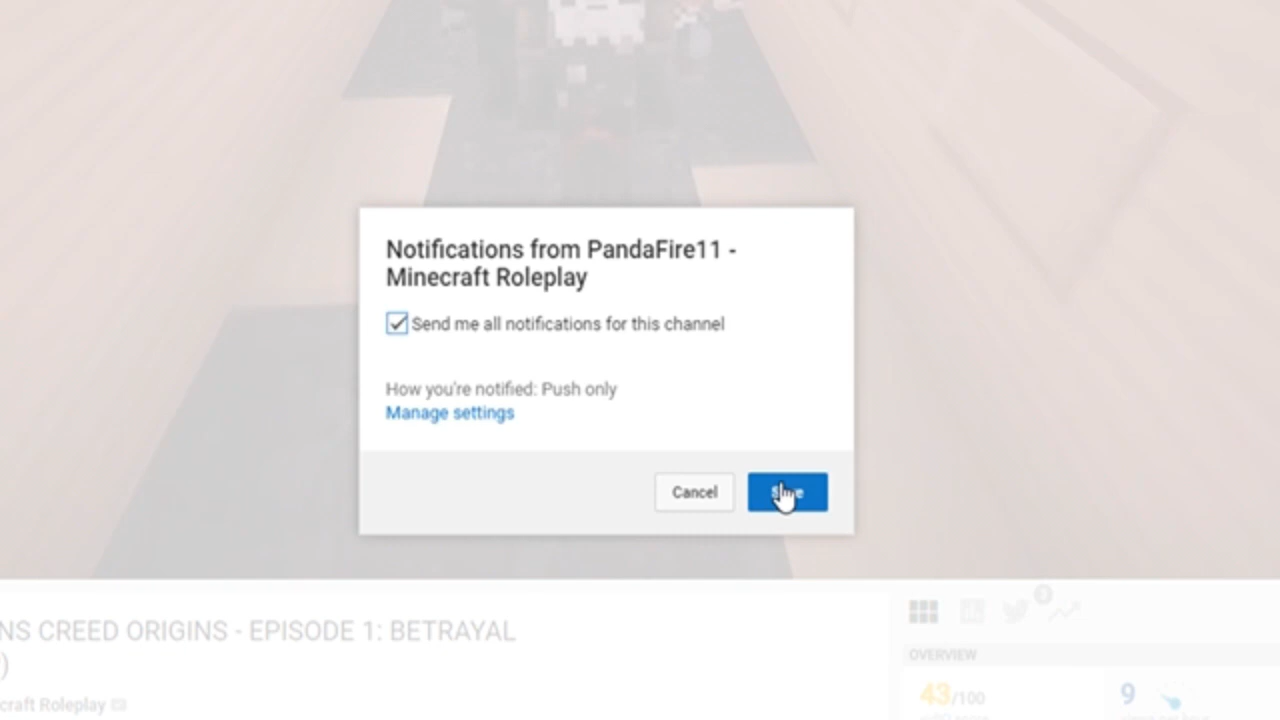 Notifications from PandaFire11 -
Minecraft Roleplay
Send me all notifications for this channel
How you're notified: Push only
Manage settings
Cancel
NS CREED ORIGINS - EPISODE 1: BETRAYAL
)
craft Roleplay
OVERVIEW
43/100
9